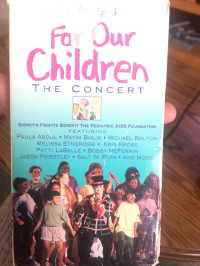 For Our
Children
THE CONCERT
DISNEY'S PROFITS BENEFIT THE PEDIATRIC AIDS FOUNDATION
FEATURING
PAULA ABDUL • MAYIM BIALIK • MICHAEL BOLTON
MELISSA ETHERIDGE • KRIS KROSS
PATTI LABELLE • BOBBY MCFERRIN
JASON PRIESTLEY • SALT 'N' PEPA • AND MORE!